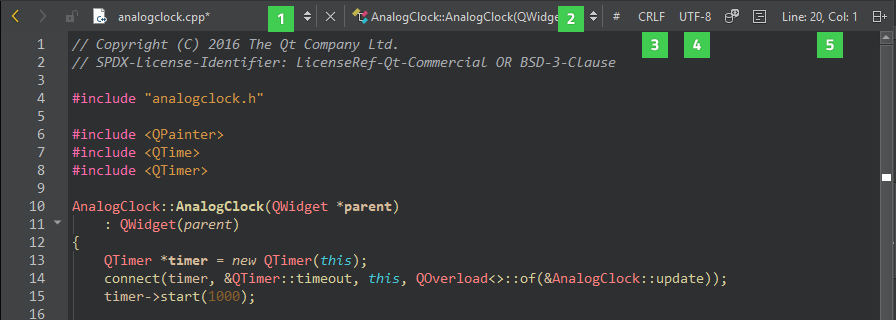 analogclock.cpp* 1 AnalogClock::AnalogClock(QWidge 2 # CRLF UTF-8 Line: 20, Col: 1
3 4 5
1 // Copyright (C) 2016 The Qt Company Ltd.
2 // SPDX-License-Identifier: LicenseRef-Qt-Commercial OR BSD-3-Clause
3
4 #include "analogclock.h"
5
6 #include <QPainter>
7 #include <QTime>
8 #include <QTimer>
9
10 AnalogClock::AnalogClock(QWidget *parent)
11     : QWidget(parent)
12 {
13     QTimer *timer = new QTimer(this);
14     connect(timer, &QTimer::timeout, this, QOverload<>::of(&AnalogClock::update));
15     timer->start(1000);
16